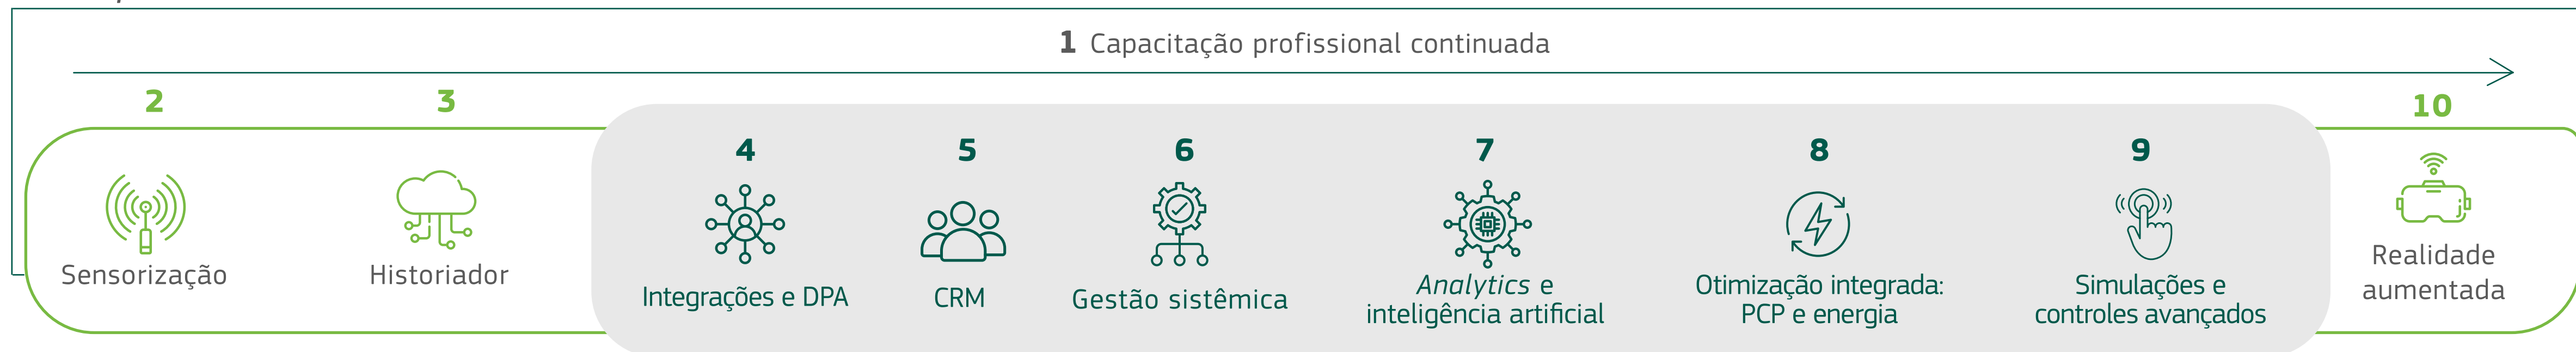 1 Capacitação profissional continuada
2
Sensorização
3
Historiador
4
Integrações e DPA
5
CRM
6
Gestão sistêmica
7
Analytics e
inteligência artificial
8
Otimização integrada:
PCP e energia
9
Simulações e
controles avançados
10
Realidade
aumentada